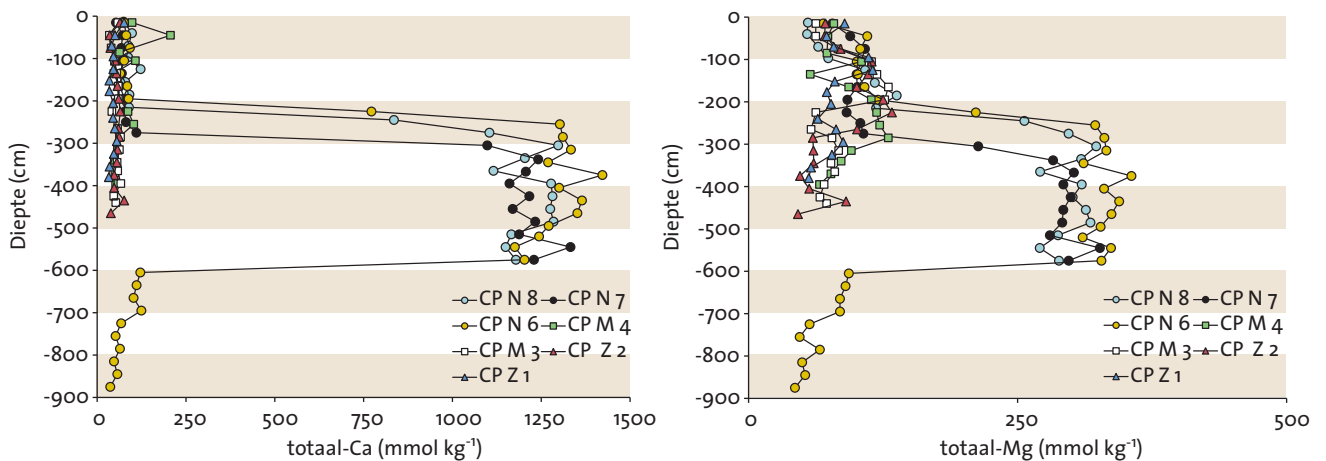 0
-100
-200
-300
-400
-500
-600
-700
-800
-900
Diepte (cm)
0 250 500 750 1000 1250 1500
totaal-Ca (mmol kg⁻¹)
CP N 8 CP N 7
CP N 6 CP M 4
CP M 3 CP Z 2
CP Z 1
0
-100
-200
-300
-400
-500
-600
-700
-800
-900
Diepte (cm)
0 250 500
totaal-Mg (mmol kg⁻¹)
CP N 8 CP N 7
CP N 6 CP M 4
CP M 3 CP Z 2
CP Z 1